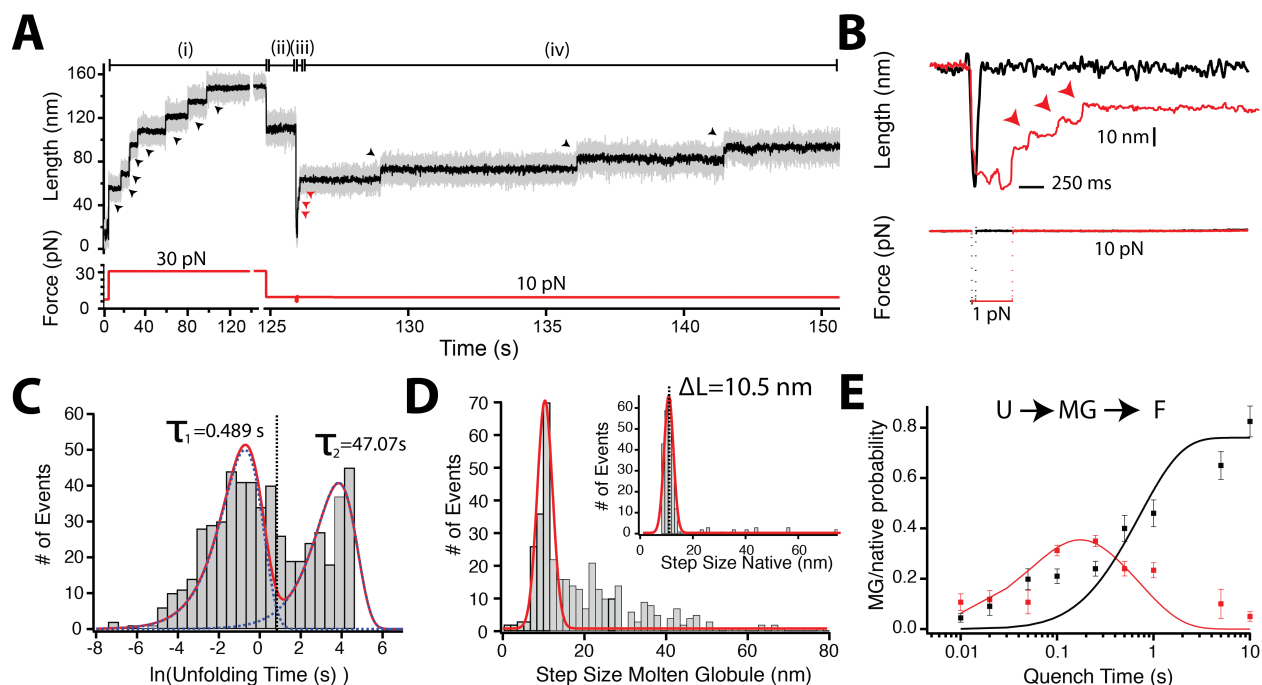 A
(i)
(ii)
(iii)
(iv)
Length (nm)
160
120
80
40
0
Force (pN)
30
0
30 pN
10 pN
0 40 80 120
125 130 135 140 145 150
Time (s)
B
Length (nm)
10 nm
250 ms
Force (pN)
10 pN
1 pN
C
# of Events
60
50
40
30
20
10
0
τ1=0.489 s
τ2=47.07s
-8 -6 -4 -2 0 2 4 6
ln(Unfolding Time (s) )
D
# of Events
70
60
50
40
30
20
10
0
0 20 40 60 80
Step Size Molten Globule (nm)
ΔL=10.5 nm
# of Events
60
50
40
30
20
10
0
0 20 40 60
Step Size Native (nm)
E
U MG F
MG/native probability
0.8
0.6
0.4
0.2
0.0
0.01 0.1 1 10
Quench Time (s)